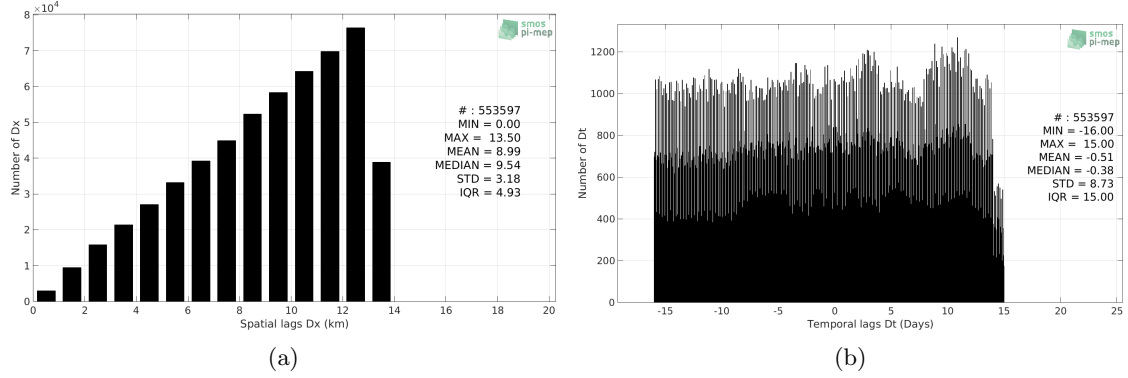 ×10⁴
8
7
6
5
4
3
2
1
0
Number of Dx
0 2 4 6 8 10 12 14 16 18 20
Spatial lags Dx (km)
smos
pi-mep
# : 553597
MIN = 0.00
MAX = 13.50
MEAN = 8.99
MEDIAN = 9.54
STD = 3.18
IQR = 4.93
(a)
1200
1000
800
600
400
200
0
Number of Dt
-15 -10 -5 0 5 10 15 20 25
Temporal lags Dt (Days)
smos
pi-mep
# : 553597
MIN = -16.00
MAX = 15.00
MEAN = -0.51
MEDIAN = -0.38
STD = 8.73
IQR = 15.00
(b)